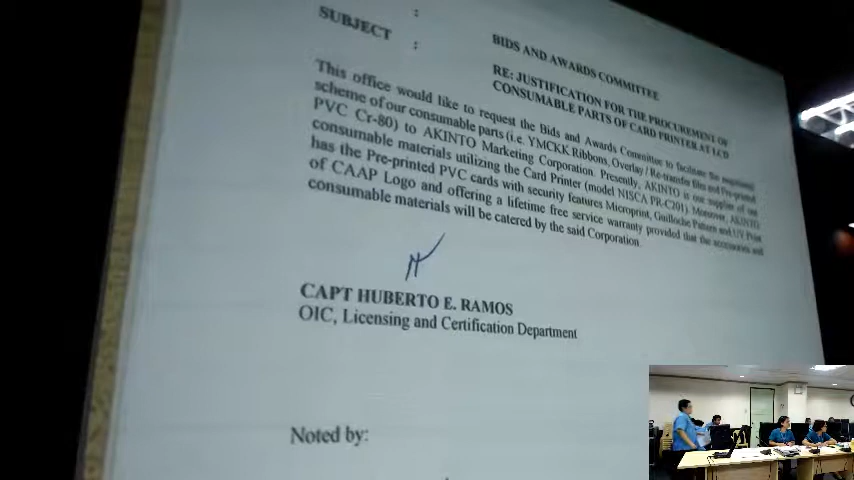 :
SUBJECT :
BIDS AND AWARDS COMMITTEE
RE: JUSTIFICATION FOR THE PROCUREMENT OF
CONSUMABLE PARTS OF CARD PRINTER AT LCD
This office would like to request the Bids and Awards Committee to facilitate the
scheme of our consumable parts (i.e. YMCKK Ribbons, Overlay / Re-transfer films and Pre-printed
PVC Cr-80) to AKINTO Marketing Corporation. Presently, AKINTO is our supplier of our
consumable materials utilizing the Card Printer (model NISCA PR-C201). Moreover, AKINTO
has the Pre-printed PVC cards with security features Microprint, Guilloche Pattern and UV Print
of CAAP Logo and offering a lifetime free service warranty provided that the accessories and
consumable materials will be catered by the said Corporation.
CAPT HUBERTO E. RAMOS
OIC, Licensing and Certification Department
Noted by: